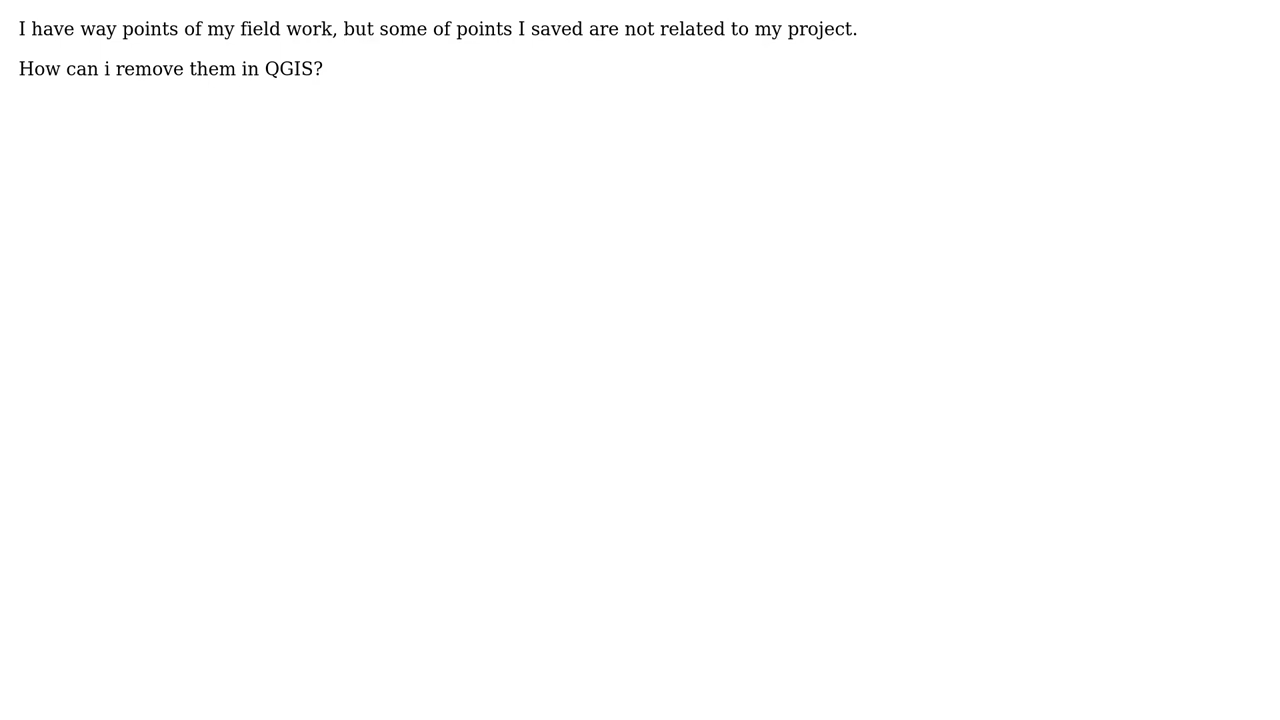 I have way points of my field work, but some of points I saved are not related to my project.
How can i remove them in QGIS?